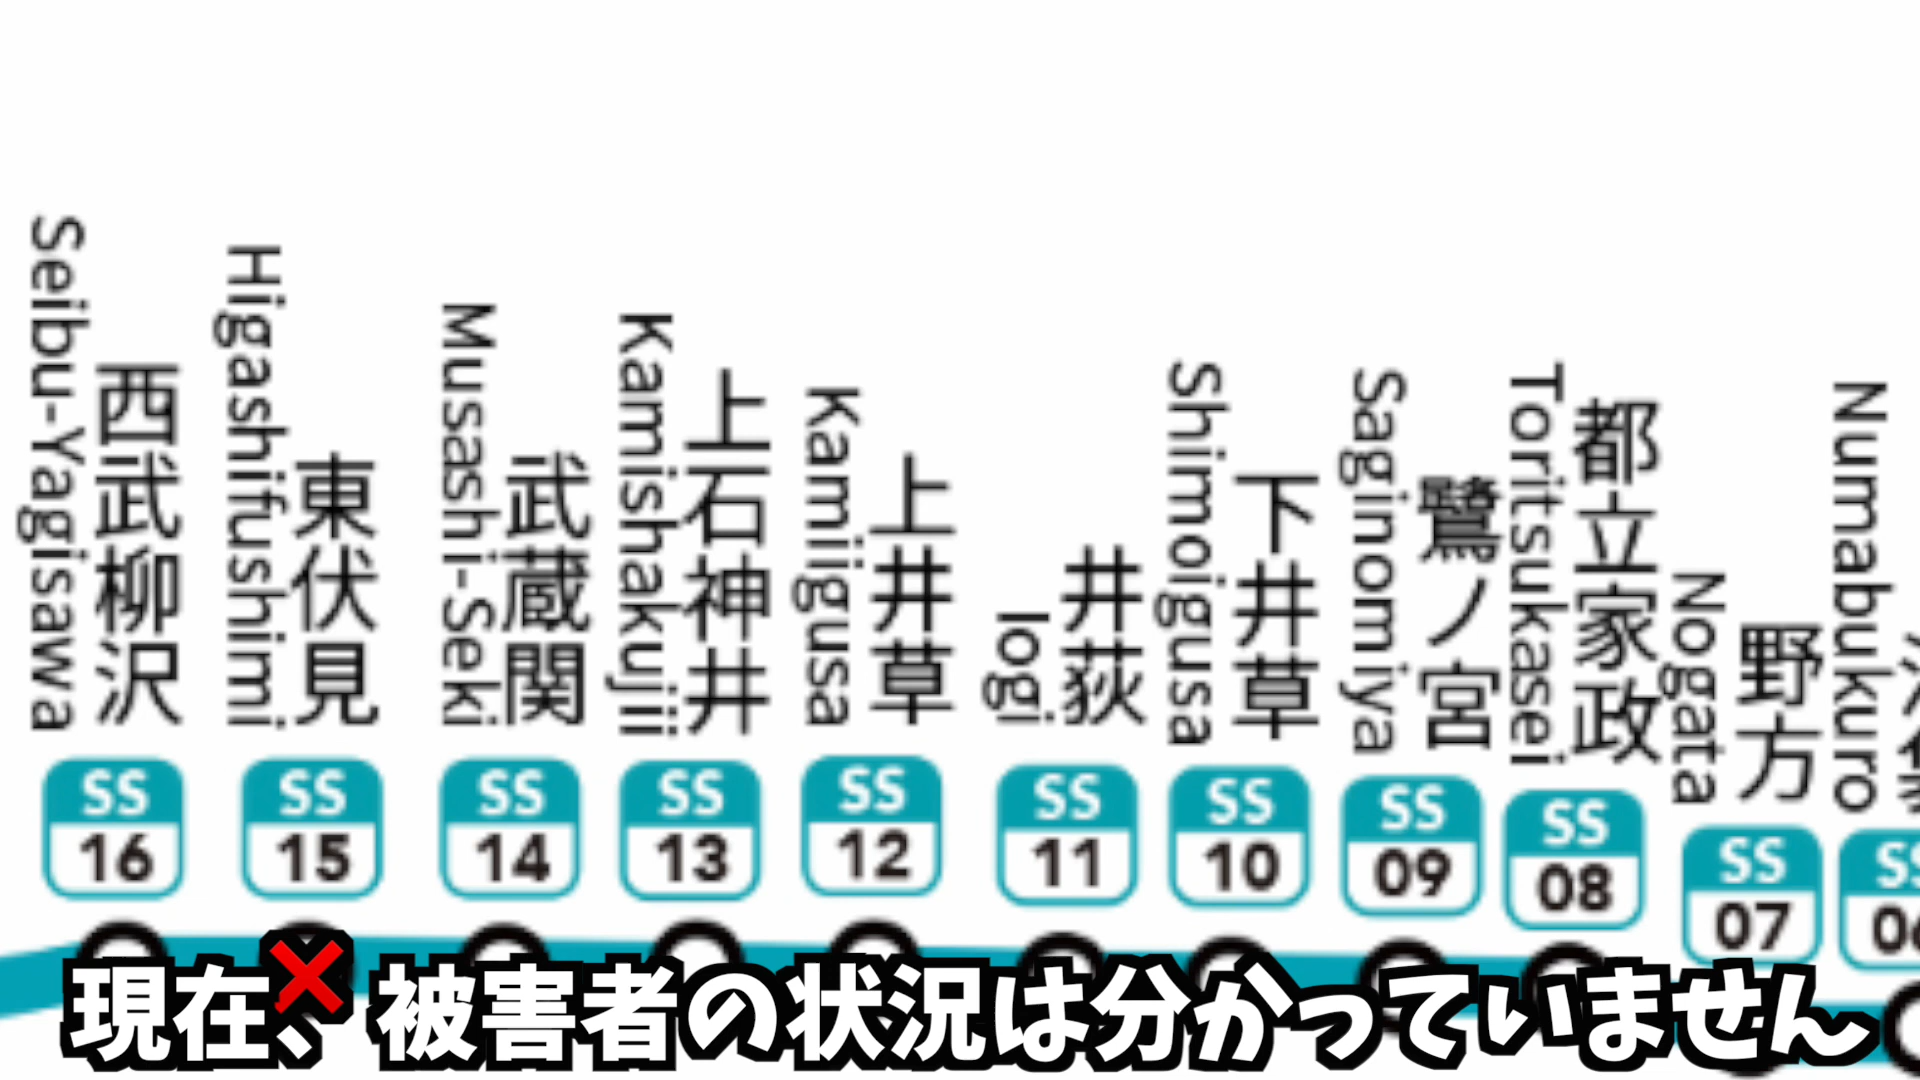 Seibu-Yagisawa
西武柳沢
Higashifushimi
東伏見
Musashi-Seki
武蔵関
Kamishakujii
上石神井
Kamiigusa
上井草
Iogi
井荻
Shimoigusa
下井草
Saginomiya
鷺ノ宮
Toritsukasei
都立家政
Nogata
野方
Numabukuro
SS
16
SS
15
SS
14
SS
13
SS
12
SS
11
SS
10
SS
09
SS
08
SS
07
SS
06
現在、被害者の状況は分かっていません